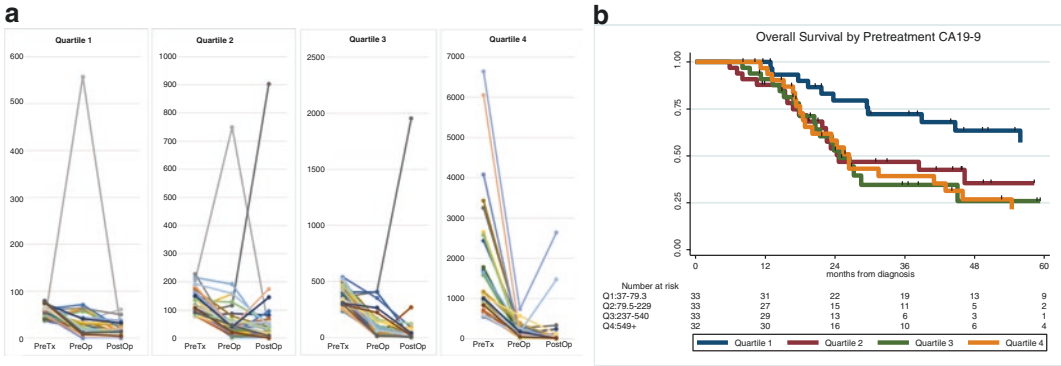 a
Quartile 1
600
500
400
300
200
100
0
PreTx PreOp PostOp
Quartile 2
1000
900
800
700
600
500
400
300
200
100
0
PreTx PreOp PostOp
Quartile 3
2500
2000
1500
1000
500
0
PreTx PreOp PostOp
Quartile 4
7000
6000
5000
4000
3000
2000
1000
0
PreTx PreOp PostOp
b
Overall Survival by Pretreatment CA19-9
1.00
0.75
0.50
0.25
0.00
0 12 24 36 48 60
months from diagnosis
Number at risk
Q1:37-79.3 33 31 22 19 13 9
Q2:79.5-229 33 27 15 11 5 2
Q3:237-540 33 29 13 6 3 1
Q4:549+ 32 30 16 10 6 4
Quartile 1 Quartile 2 Quartile 3 Quartile 4